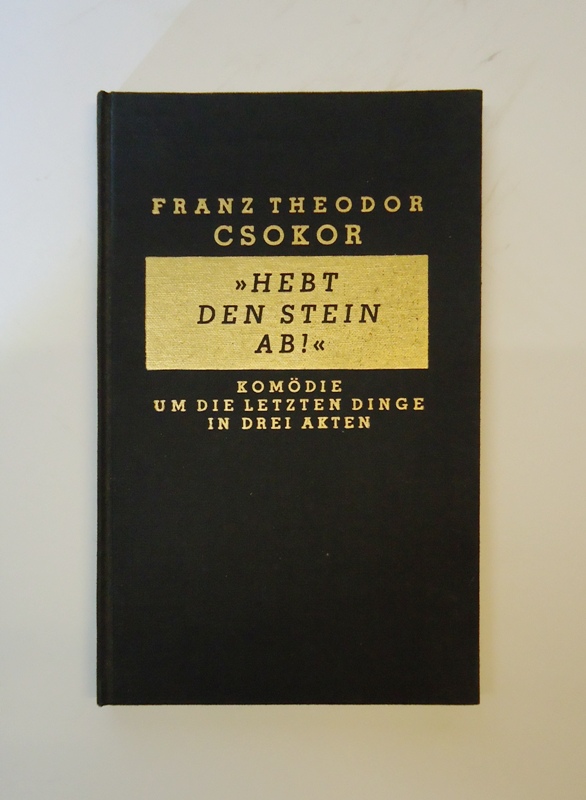 FRANZ THEODOR
CSOKOR
»HEBT
DEN STEIN
AB!«
KOMÖDIE
UM DIE LETZTEN DINGE
IN DREI AKTEN